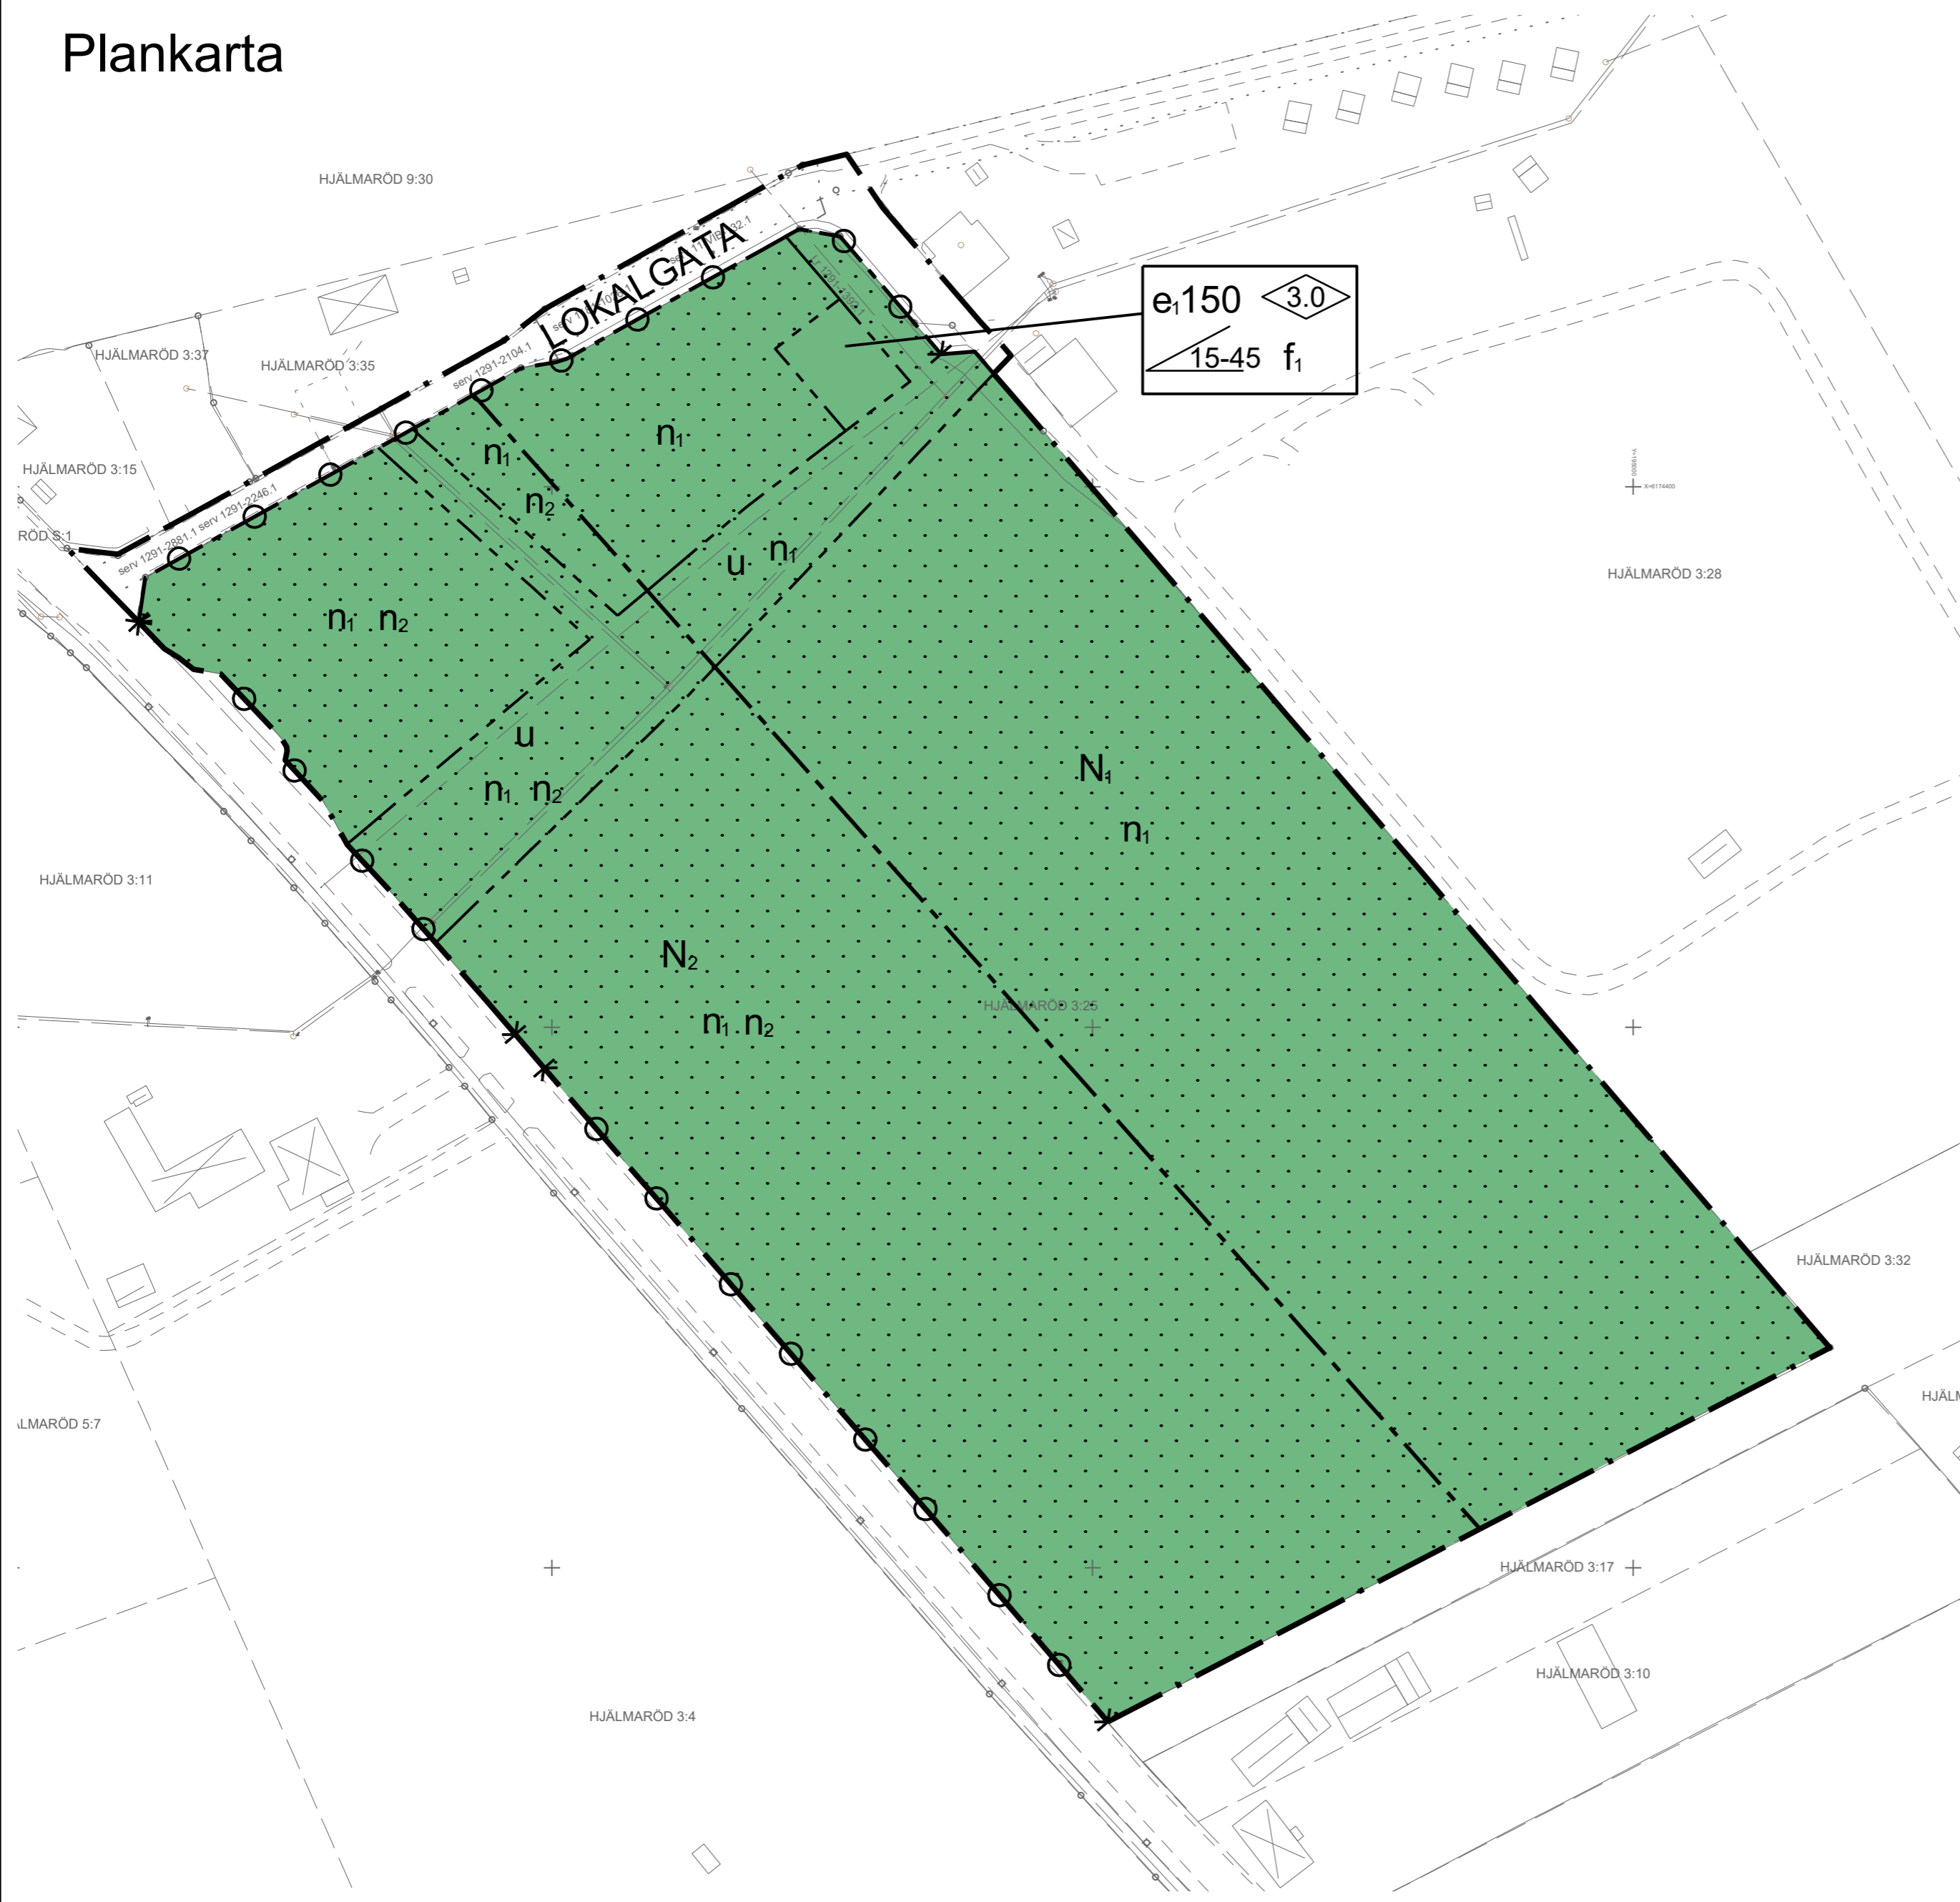 Plankarta
HJÄLMARÖD 9:30
LOKALGATA
e₁150 3.0
15-45 f₁
HJÄLMARÖD 3:37
HJÄLMARÖD 3:35
serv 1291-2104.1
HJÄLMARÖD 3:15
serv 1291-2246.1
RÖD S:1
serv 1291-2881.1
n₁
n₁
n₂
X=6174400
u n₁
HJÄLMARÖD 3:28
n₁ n₂
u
n₁ n₂
N₁
n₁
HJÄLMARÖD 3:11
N₂
HJÄLMARÖD 3:25
n₁ n₂
HJÄLMARÖD 3:32
LMARÖD 5:7
HJÄLM
HJÄLMARÖD 3:17
HJÄLMARÖD 3:10
HJÄLMARÖD 3:4